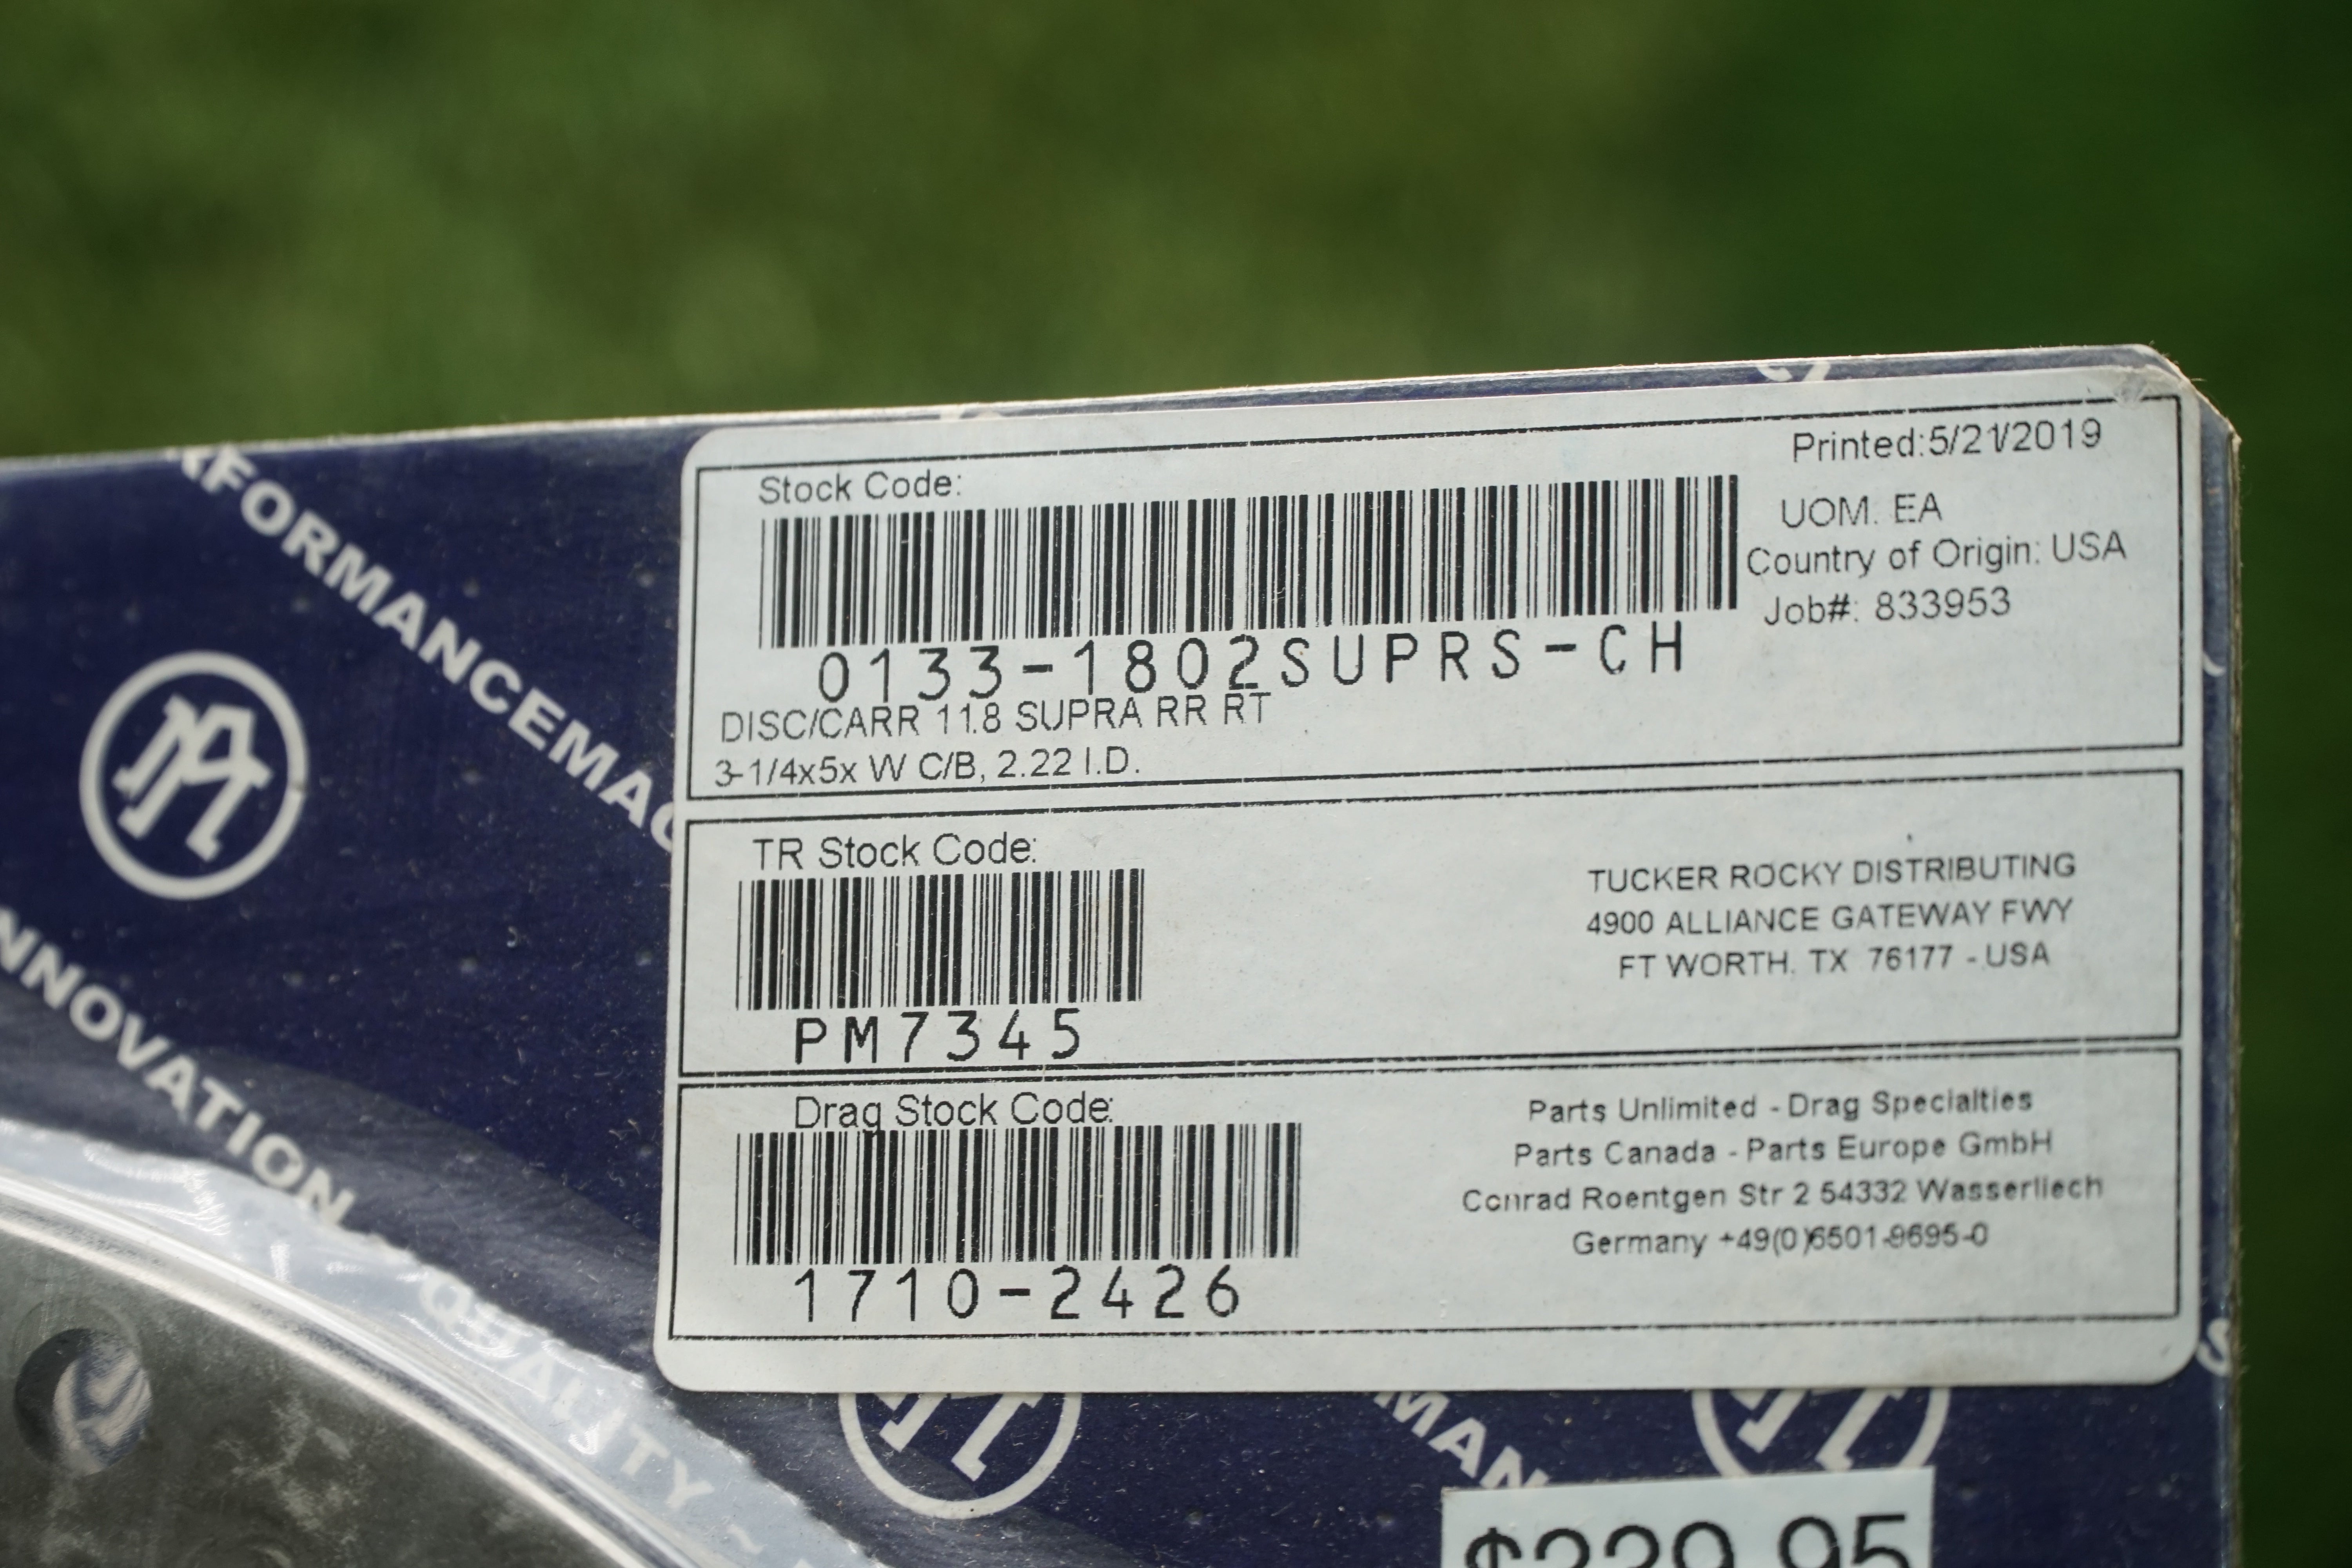 Printed:5/21/2019
Stock Code:
UOM. EA
Country of Origin: USA
Job#: 833953
0133-1802SUPRS-CH
DISC/CARR 11.8 SUPRA RR RT
3-1/4x5x W C/B, 2.22 I.D.
TR Stock Code:
PM7345
TUCKER ROCKY DISTRIBUTING
4900 ALLIANCE GATEWAY FWY
FT WORTH. TX 76177 - USA
Drag Stock Code:
1710-2426
Parts Unlimited - Drag Specialties
Parts Canada - Parts Europe GmbH
Conrad Roentgen Str 2 54332 Wasserliech
Germany +49(0)6501-9695-0
RFORMANCEMAC
NNOVATION
QUALITY ~
MAN